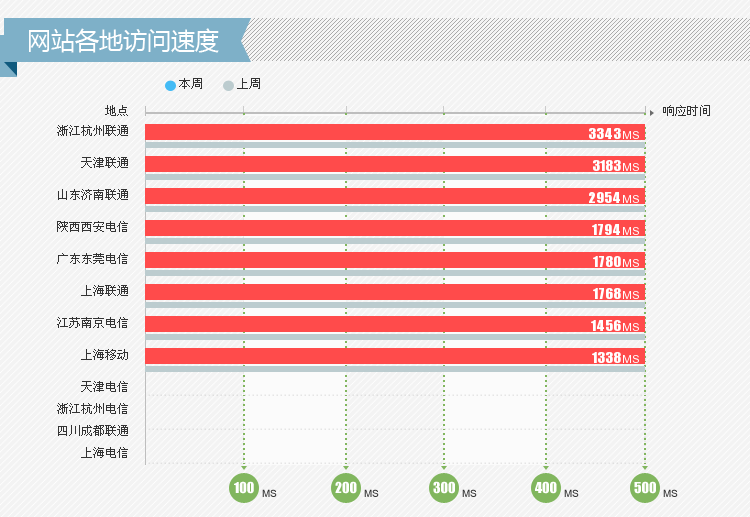 网站各地访问速度
本周 上周
地点 响应时间
浙江杭州联通 3343MS
天津联通 3183MS
山东济南联通 2954MS
陕西西安电信 1794MS
广东东莞电信 1780MS
上海联通 1768MS
江苏南京电信 1456MS
上海移动 1338MS
天津电信
浙江杭州电信
四川成都联通
上海电信
100 MS 200 MS 300 MS 400 MS 500 MS